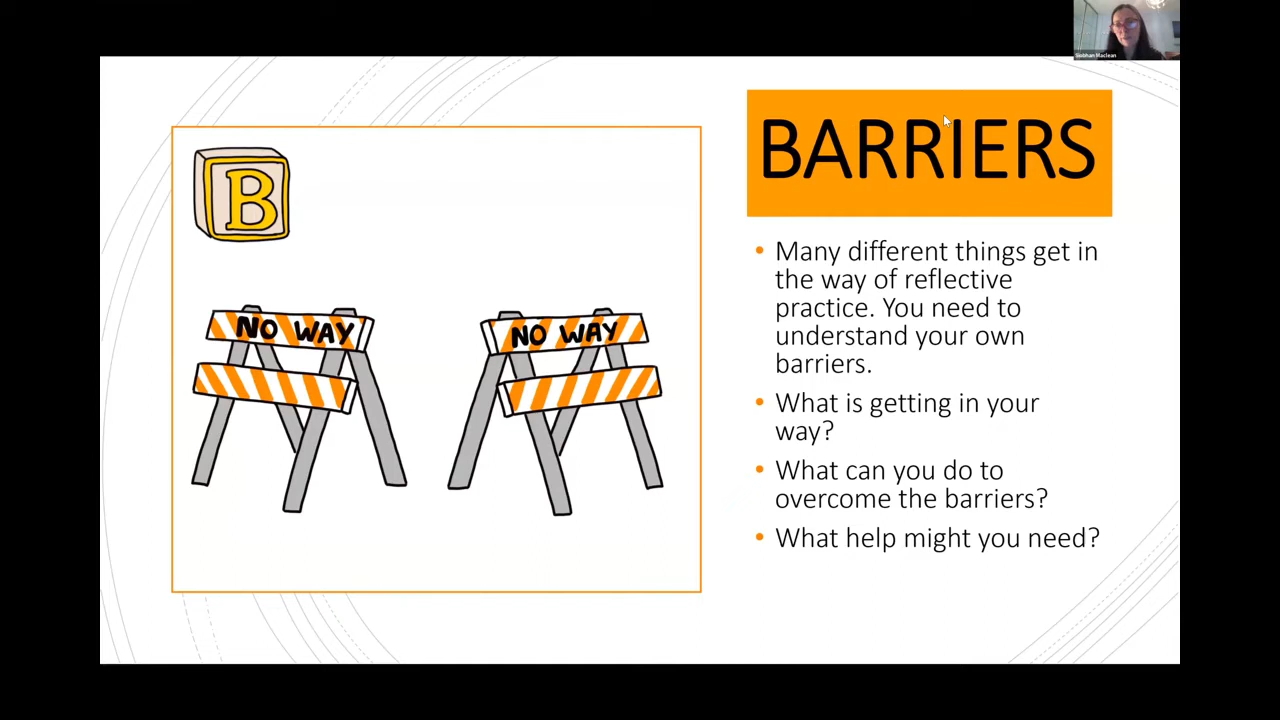 Siobhan Maclean
B
NO WAY
NO WAY
BARRIERS
• Many different things get in
the way of reflective
practice. You need to
understand your own
barriers.
• What is getting in your
way?
• What can you do to
overcome the barriers?
• What help might you need?